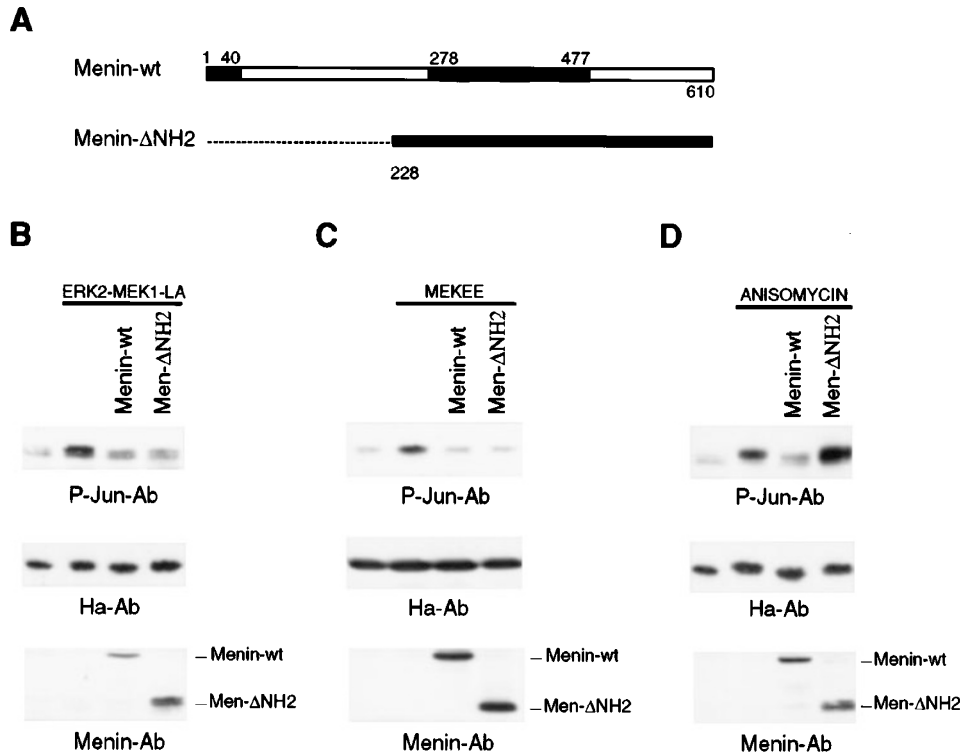 A
Menin-wt
1 40 278 477
610
Menin-ΔNH2
228
B
ERK2-MEK1-LA
Menin-wt
Men-ΔNH2
P-Jun-Ab
Ha-Ab
Menin-wt
Men-ΔNH2
Menin-Ab
C
MEKEE
Menin-wt
Men-ΔNH2
P-Jun-Ab
Ha-Ab
Menin-wt
Men-ΔNH2
Menin-Ab
D
ANISOMYCIN
Menin-wt
Men-ΔNH2
P-Jun-Ab
Ha-Ab
Menin-wt
Men-ΔNH2
Menin-Ab